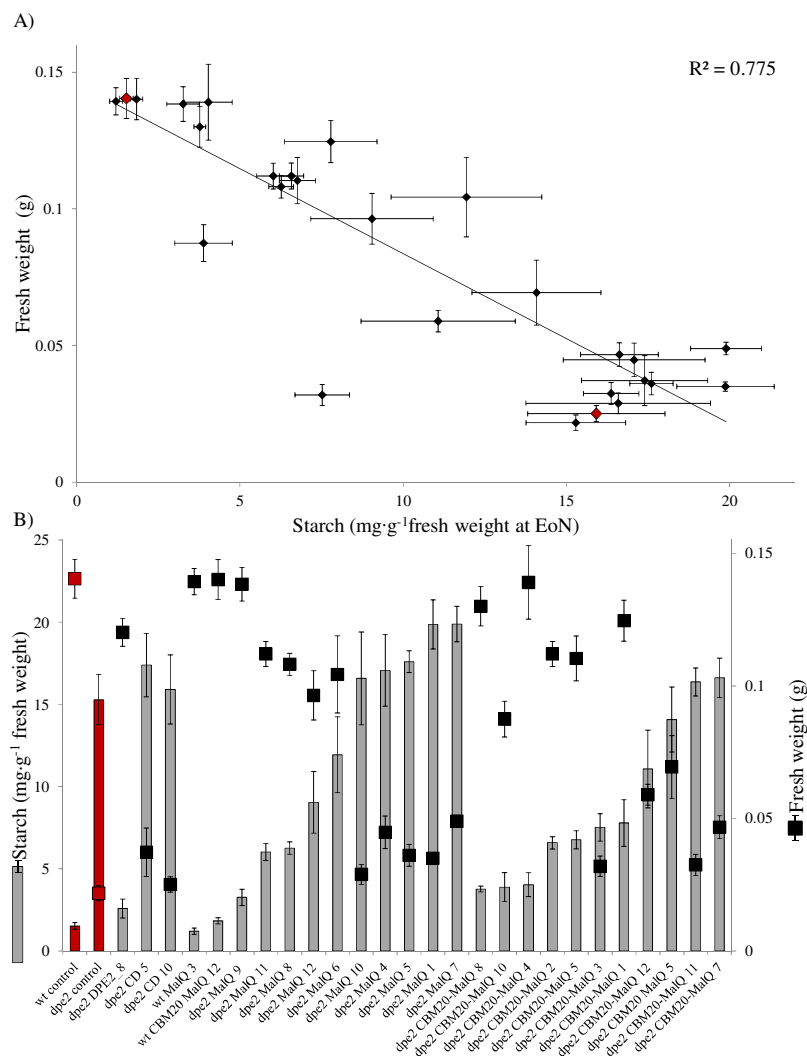 A)
R² = 0.775
0.15
0.1
0.05
0
Fresh weight (g)
0 5 10 15 20
Starch (mg·g⁻¹fresh weight at EoN)
B)
25
20
15
10
5
0
Starch (mg·g⁻¹ fresh weight)
0.15
0.1
0.05
0
Fresh weight (g)
wt control
dpe2 control
dpe2 DPE2_8
dpe2 CD 5
dpe2 CD 10
wt MalQ 3
wt CBM20 MalQ 12
dpe2 MalQ 9
dpe2 MalQ 11
dpe2 MalQ 8
dpe2 MalQ 12
dpe2 MalQ 6
dpe2 MalQ 10
dpe2 MalQ 4
dpe2 MalQ 5
dpe2 MalQ 1
dpe2 MalQ 7
dpe2 CBM20-MalQ 8
dpe2 CBM20-MalQ 10
dpe2 CBM20-MalQ 4
dpe2 CBM20-MalQ 2
dpe2 CBM20-MalQ 5
dpe2 CBM20-MalQ 3
dpe2 CBM20-MalQ 1
dpe2 CBM20-MalQ 12
dpe2 CBM20-MalQ 5
dpe2 CBM20-MalQ 11
dpe2 CBM20-MalQ 7